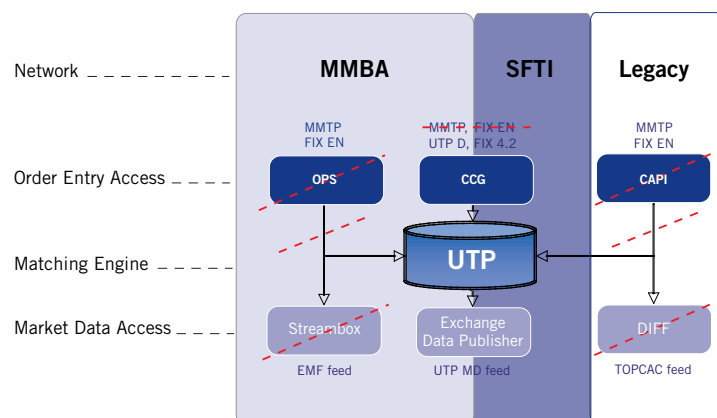 MMBA SFTI Legacy
Network _ _ _ _ _ _ _ _ _
MMTP MMTP, FIX EN MMTP
FIX EN UTP D, FIX 4.2 FIX EN
Order Entry Access _ _ _ _ OPS CCG CAPI
UTP
Matching Engine _ _ _ _ _ _
Market Data Access _ _ _ _ Streambox Exchange DIFF
Data Publisher
EMF feed UTP MD feed TOPCAC feed